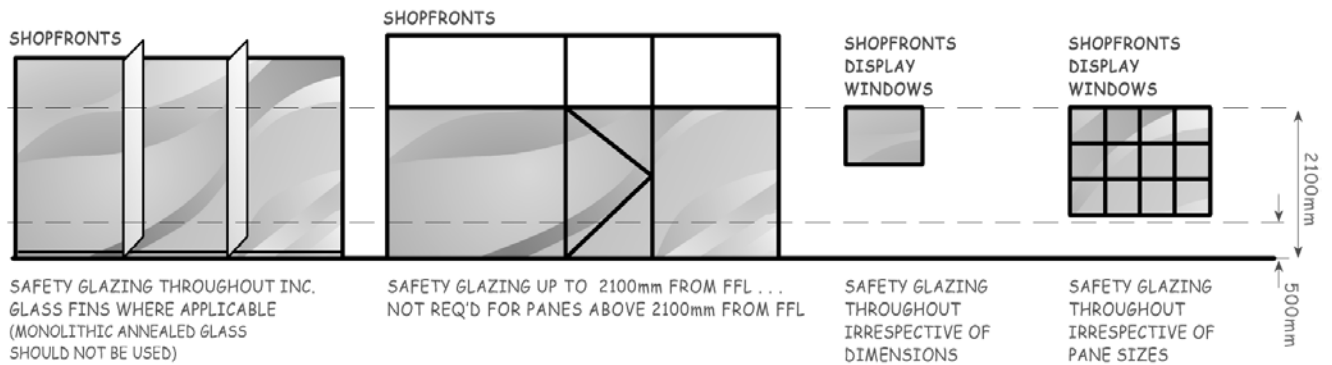 SHOPFRONTS
SAFETY GLAZING THROUGHOUT INC.
GLASS FINS WHERE APPLICABLE
(MONOLITHIC ANNEALED GLASS
SHOULD NOT BE USED)
SHOPFRONTS
SAFETY GLAZING UP TO 2100mm FROM FFL . . .
NOT REQ'D FOR PANES ABOVE 2100mm FROM FFL
SHOPFRONTS
DISPLAY
WINDOWS
SAFETY GLAZING
THROUGHOUT
IRRESPECTIVE OF
DIMENSIONS
SHOPFRONTS
DISPLAY
WINDOWS
SAFETY GLAZING
THROUGHOUT
IRRESPECTIVE OF
PANE SIZES
2100mm
500mm